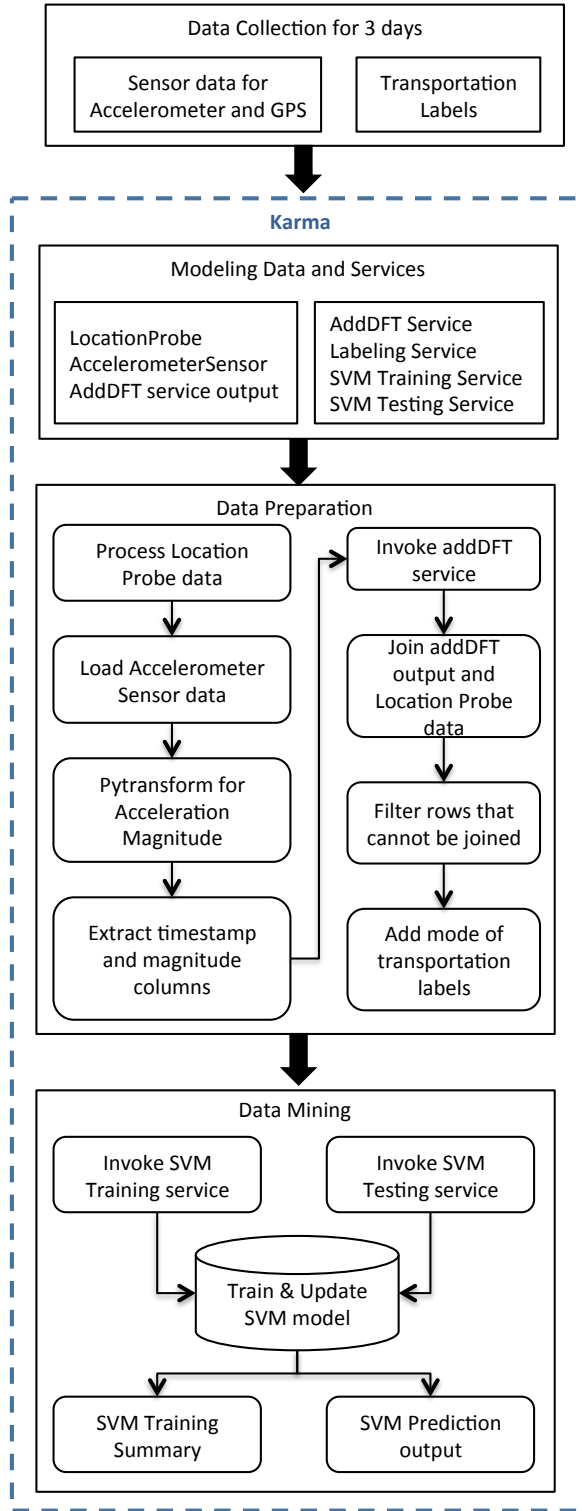 Data Collection for 3 days
Sensor data for
Accelerometer and GPS
Transportation
Labels
Karma
Modeling Data and Services
LocationProbe
AccelerometerSensor
AddDFT service output
AddDFT Service
Labeling Service
SVM Training Service
SVM Testing Service
Data Preparation
Process Location
Probe data
Load Accelerometer
Sensor data
Pytransform for
Acceleration
Magnitude
Extract timestamp
and magnitude
columns
Invoke addDFT
service
Join addDFT
output and
Location Probe
data
Filter rows that
cannot be joined
Add mode of
transportation
labels
Data Mining
Invoke SVM
Training service
Invoke SVM
Testing service
Train & Update
SVM model
SVM Training
Summary
SVM Prediction
output